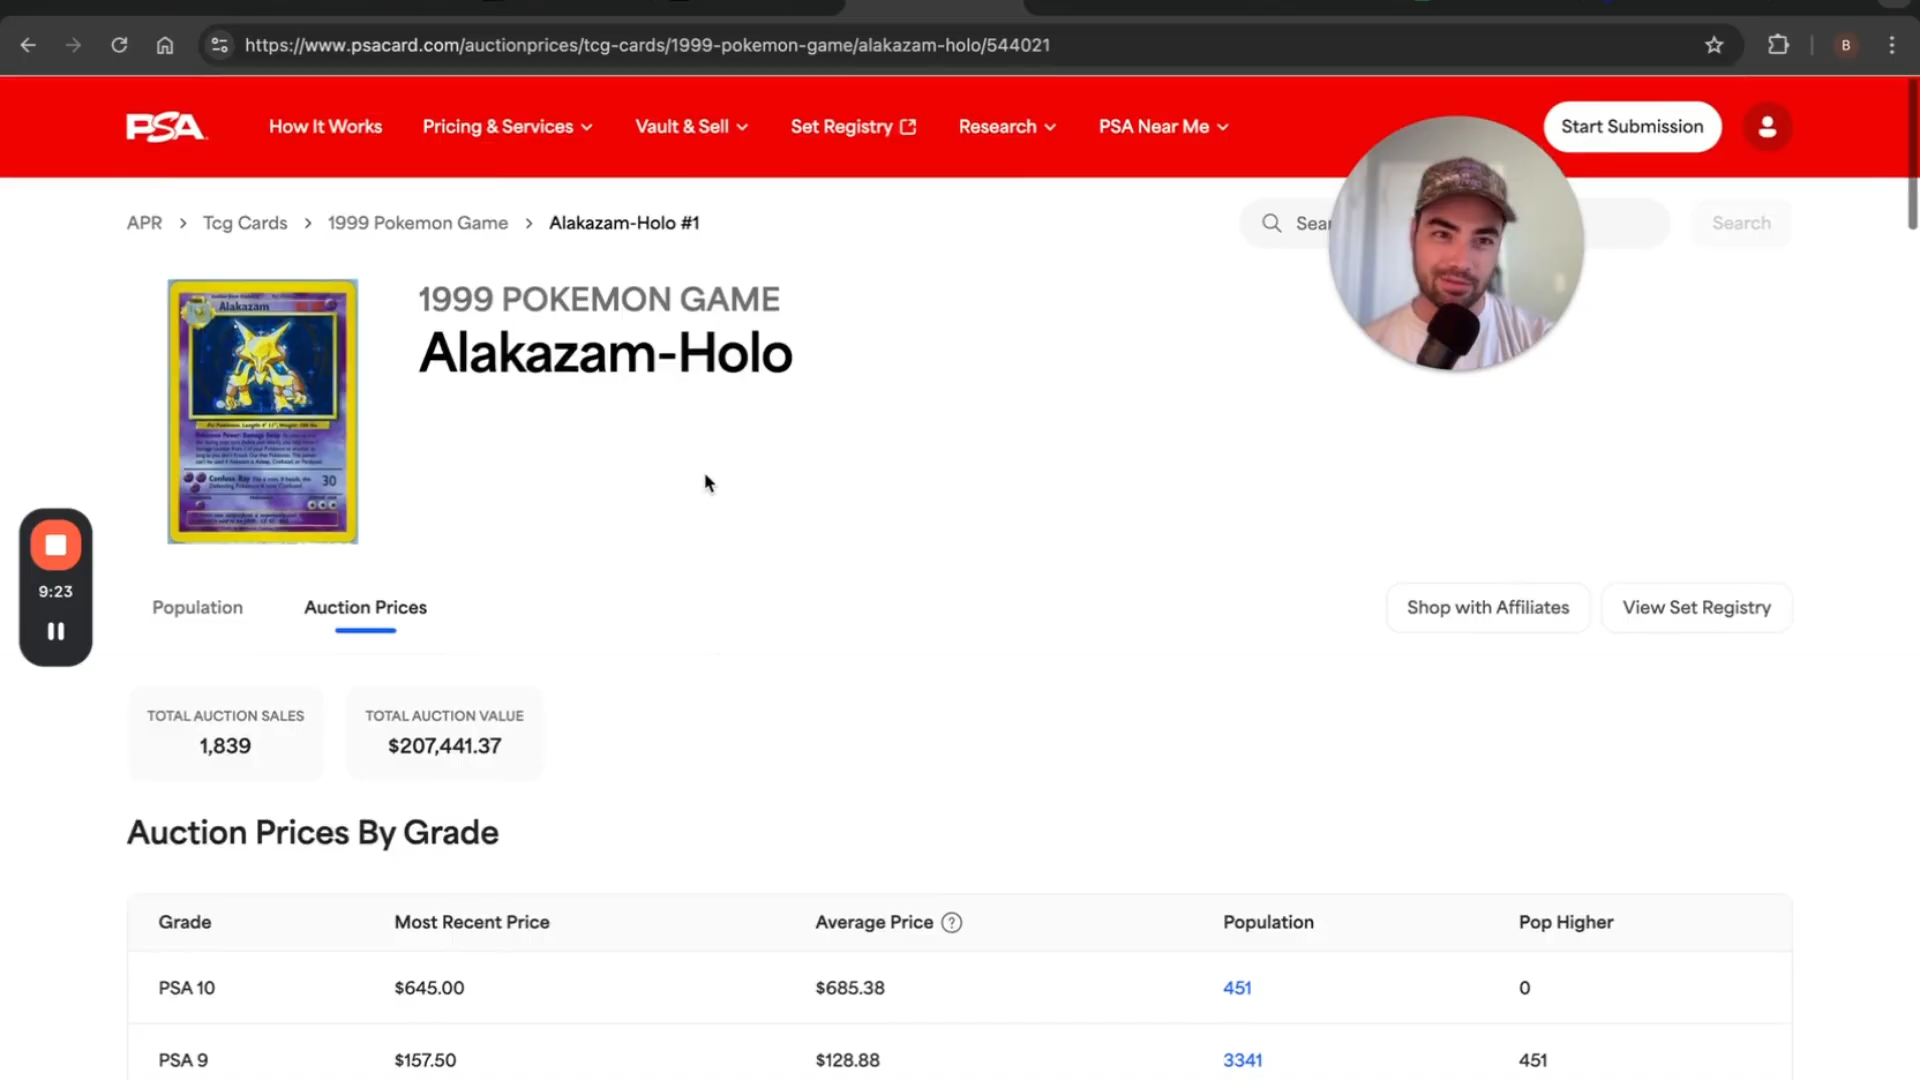 https://www.psacard.com/auctionprices/tcg-cards/1999-pokemon-game/alakazam-holo/544021
B
PSA
How It Works
Pricing & Services
Vault & Sell
Set Registry
Research
PSA Near Me
Start Submission
APR > Tcg Cards > 1999 Pokemon Game > Alakazam-Holo #1
Sear
Search
1999 POKEMON GAME
Alakazam-Holo
Alakazam
Confuse Ray
30
9:23
Population
Auction Prices
Shop with Affiliates
View Set Registry
TOTAL AUCTION SALES
1,839
TOTAL AUCTION VALUE
$207,441.37
Auction Prices By Grade
Grade Most Recent Price Average Price ? Population Pop Higher
PSA 10 $645.00 $685.38 451 0
PSA 9 $157.50 $128.88 3341 451